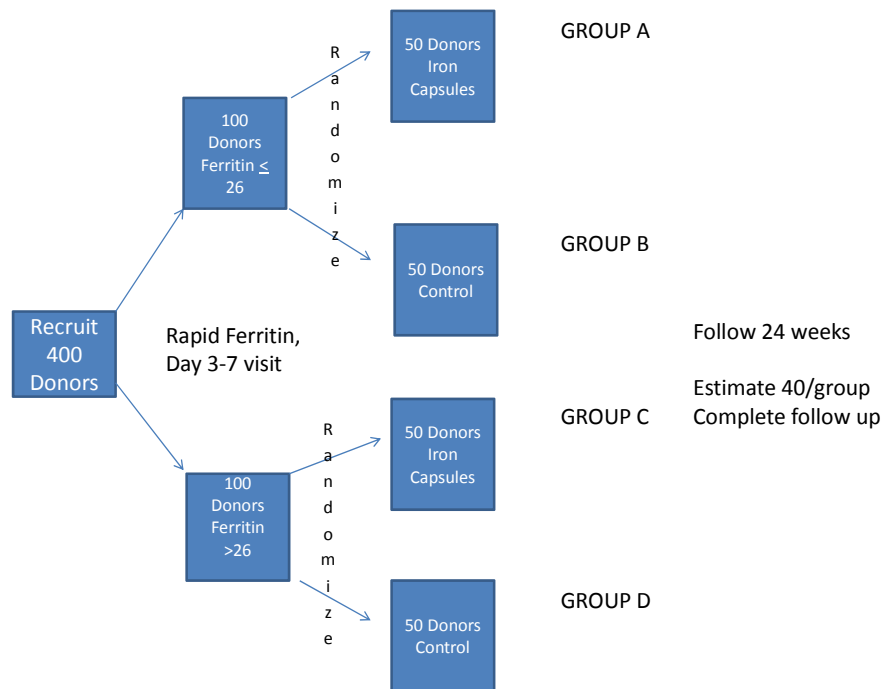 GROUP A
50 Donors
Iron
Capsules
R
a
n
d
o
m
i
z
e
100
Donors
Ferritin ≤
26
GROUP B
50 Donors
Control
Recruit
400
Donors
Rapid Ferritin,
Day 3-7 visit
Follow 24 weeks
Estimate 40/group
Complete follow up
GROUP C
50 Donors
Iron
Capsules
R
a
n
d
o
m
i
z
e
100
Donors
Ferritin
>26
GROUP D
50 Donors
Control